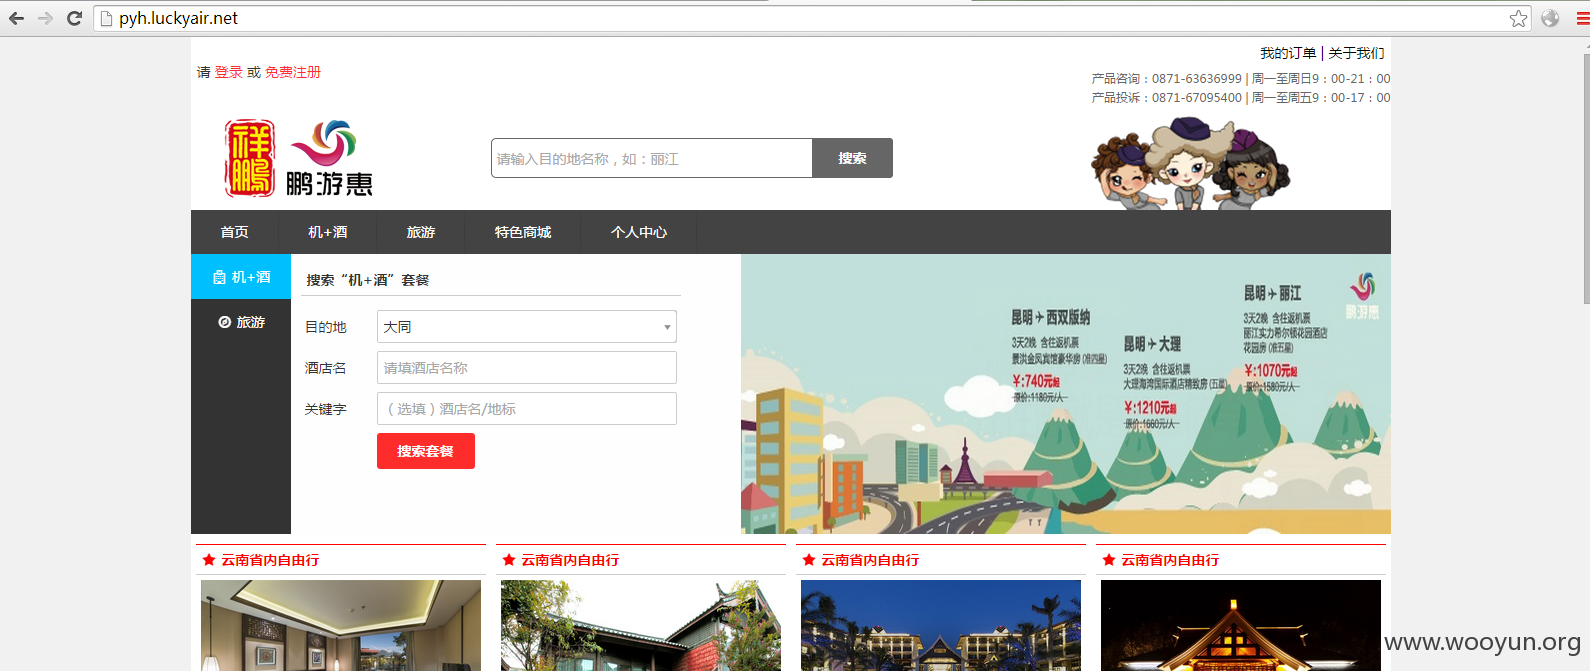 pyh.luckyair.net
我的订单 | 关于我们
请 登录 或 免费注册
产品咨询：0871-63636999 | 周一至周日9：00-21：00
产品投诉：0871-67095400 | 周一至周五9：00-17：00
祥鹏
鹏游惠
请输入目的地名称，如：丽江
搜索
首页
机+酒
旅游
特色商城
个人中心
机+酒
旅游
搜索“机+酒”套餐
目的地
大同
酒店名
请填酒店名称
关键字
（选填）酒店名/地标
搜索套餐
昆明✈西双版纳
3天2晚 含往返机票
景洪金凤宾馆豪华房 (准四星)
¥:740元起
原价:1180元/人
昆明✈大理
3天2晚 含往返机票
大理海湾国际酒店精致房 (五星)
¥:1210元起
原价:1660元/人
昆明✈丽江
3天2晚 含往返机票
丽江实力希尔顿花园酒店
花园房 (准五星)
¥:1070元起
原价:1580元/人
鹏游惠
云南省内自由行
云南省内自由行
云南省内自由行
云南省内自由行
www.wooyun.org